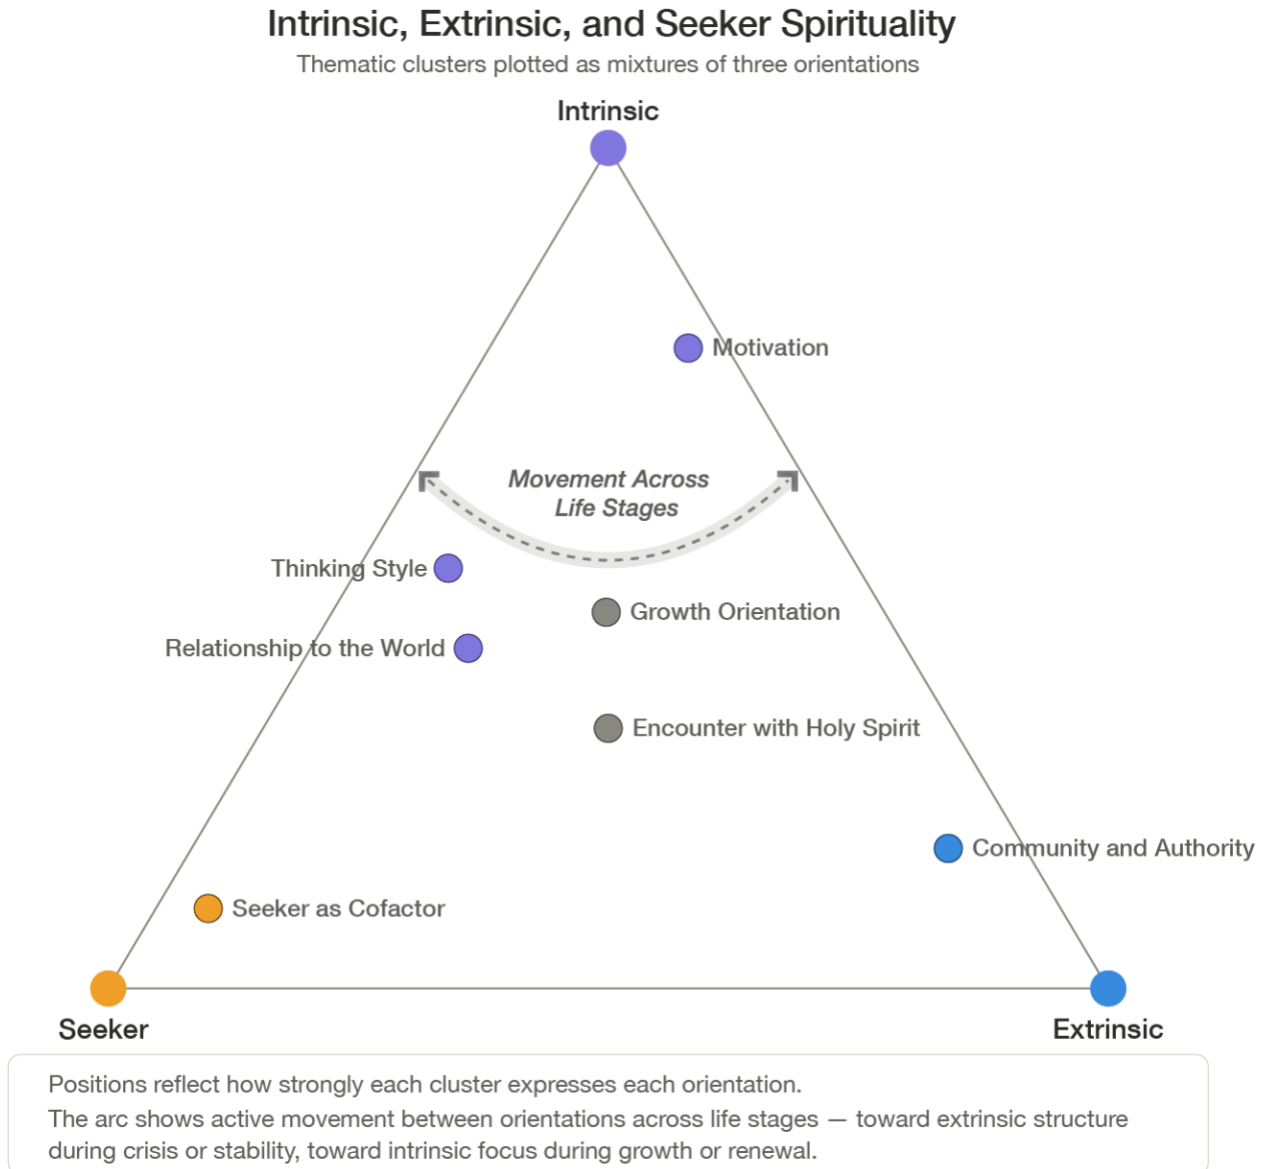 Intrinsic, Extrinsic, and Seeker Spirituality
Thematic clusters plotted as mixtures of three orientations
Intrinsic
Motivation
Movement Across
Life Stages
Thinking Style
Growth Orientation
Relationship to the World
Encounter with Holy Spirit
Community and Authority
Seeker as Cofactor
Seeker
Extrinsic
Positions reflect how strongly each cluster expresses each orientation.
The arc shows active movement between orientations across life stages — toward extrinsic structure
during crisis or stability, toward intrinsic focus during growth or renewal.